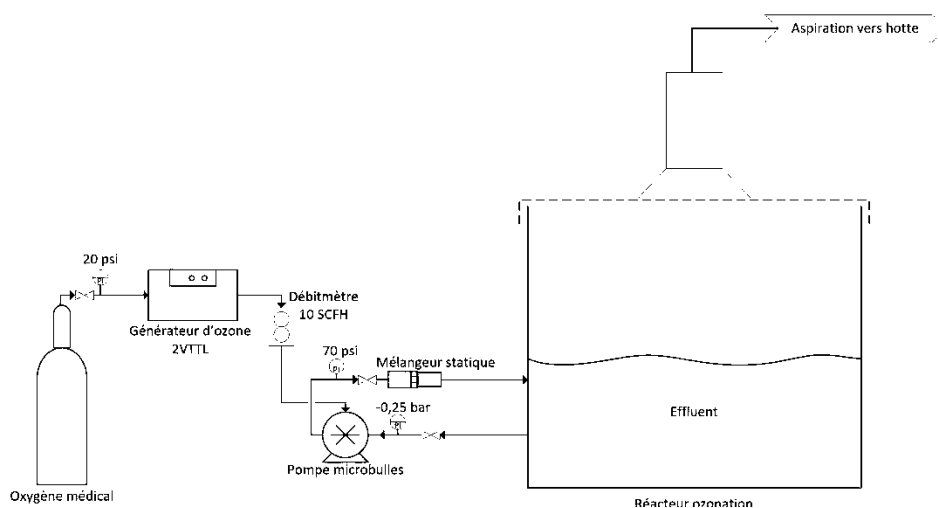 Aspiration vers hotte
20 psi
PI
Générateur d'ozone
2VTTL
Débitmètre
10 SCFH
70 psi
PI
Mélangeur statique
-0,25 bar
PI
Effluent
Pompe microbulles
Oxygène médical
Réacteur ozonation